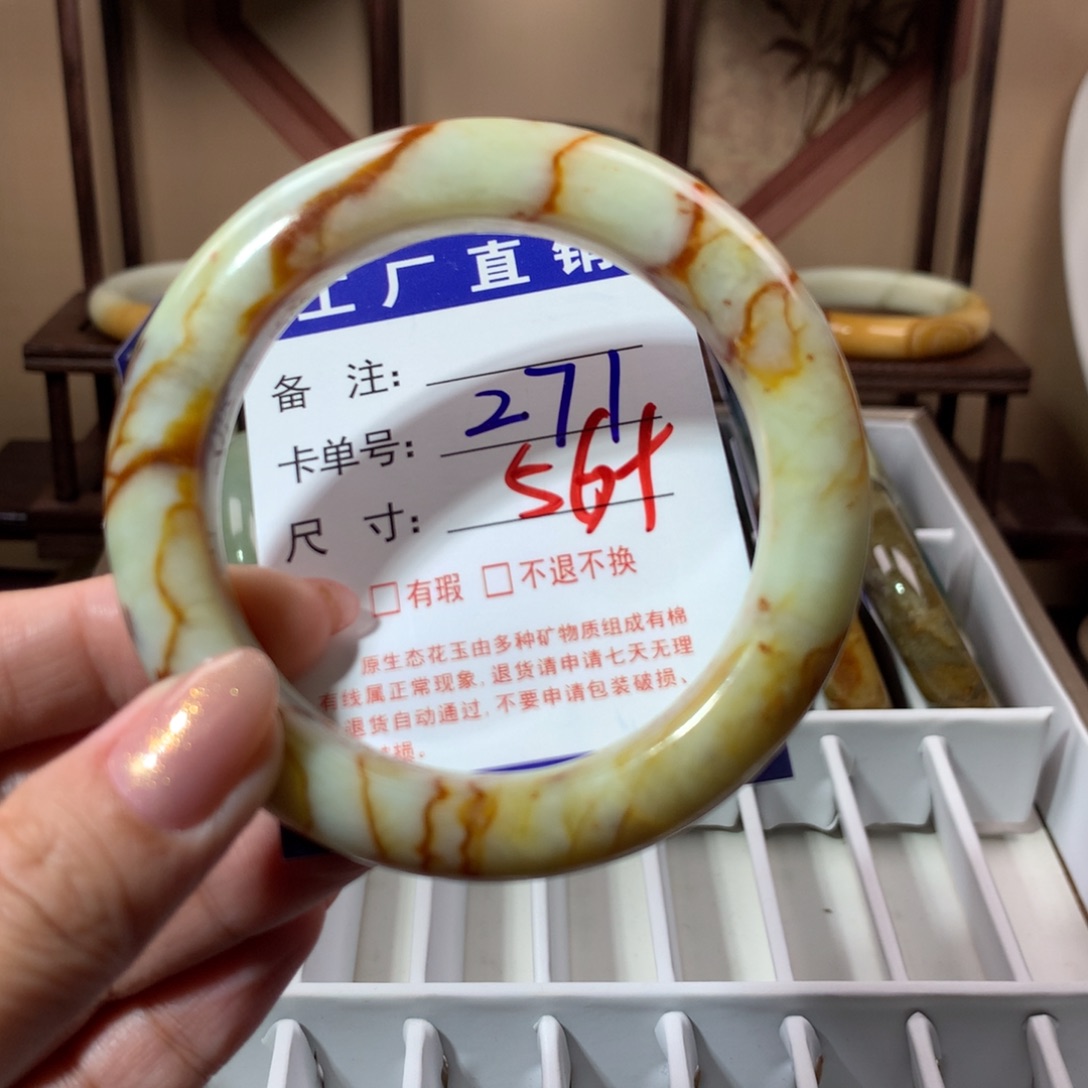 工厂直销
备 注:
卡单号: 271
尺 寸: 56+
□有瑕 □不退不换
原生态花玉由多种矿物质组成有棉
有线属正常现象,退货请申请七天无理
退货自动通过,不要申请包装破损、
损。